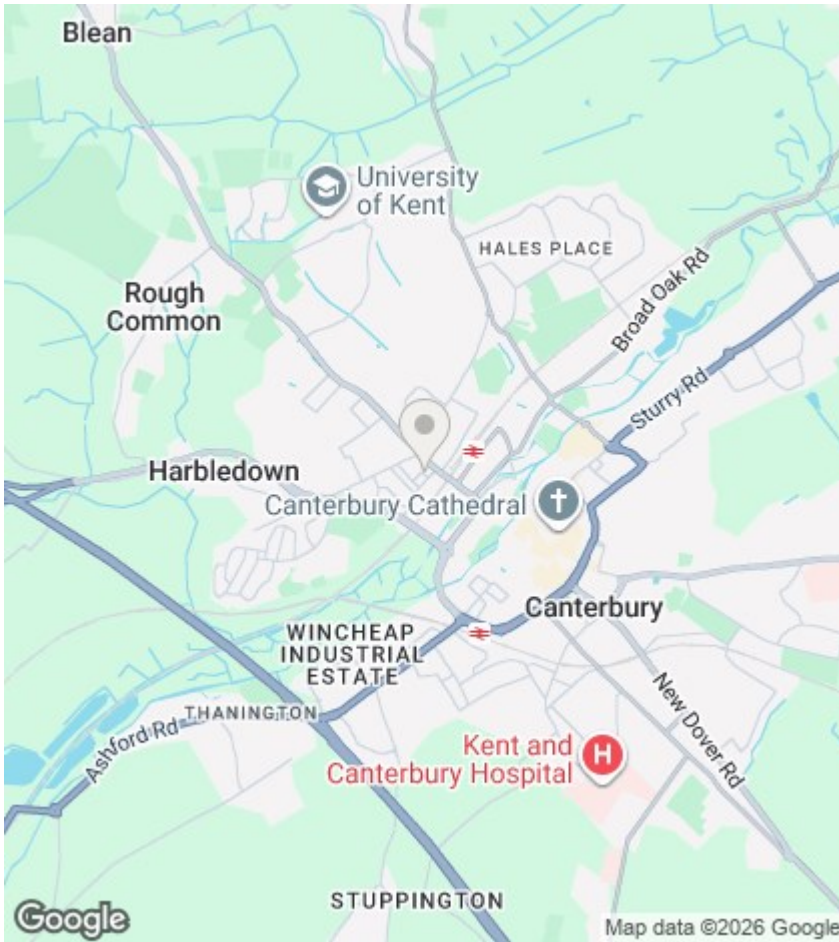 Blean
University
of Kent
HALES PLACE
Broad Oak Rd
Rough
Common
Sturry Rd
Harbledown
Canterbury Cathedral
Canterbury
WINCHEAP
INDUSTRIAL
ESTATE
THANINGTON
Ashford Rd
New Dover Rd
Kent and
Canterbury Hospital
H
STUPPINGTON
Google
Map data ©2026 Google